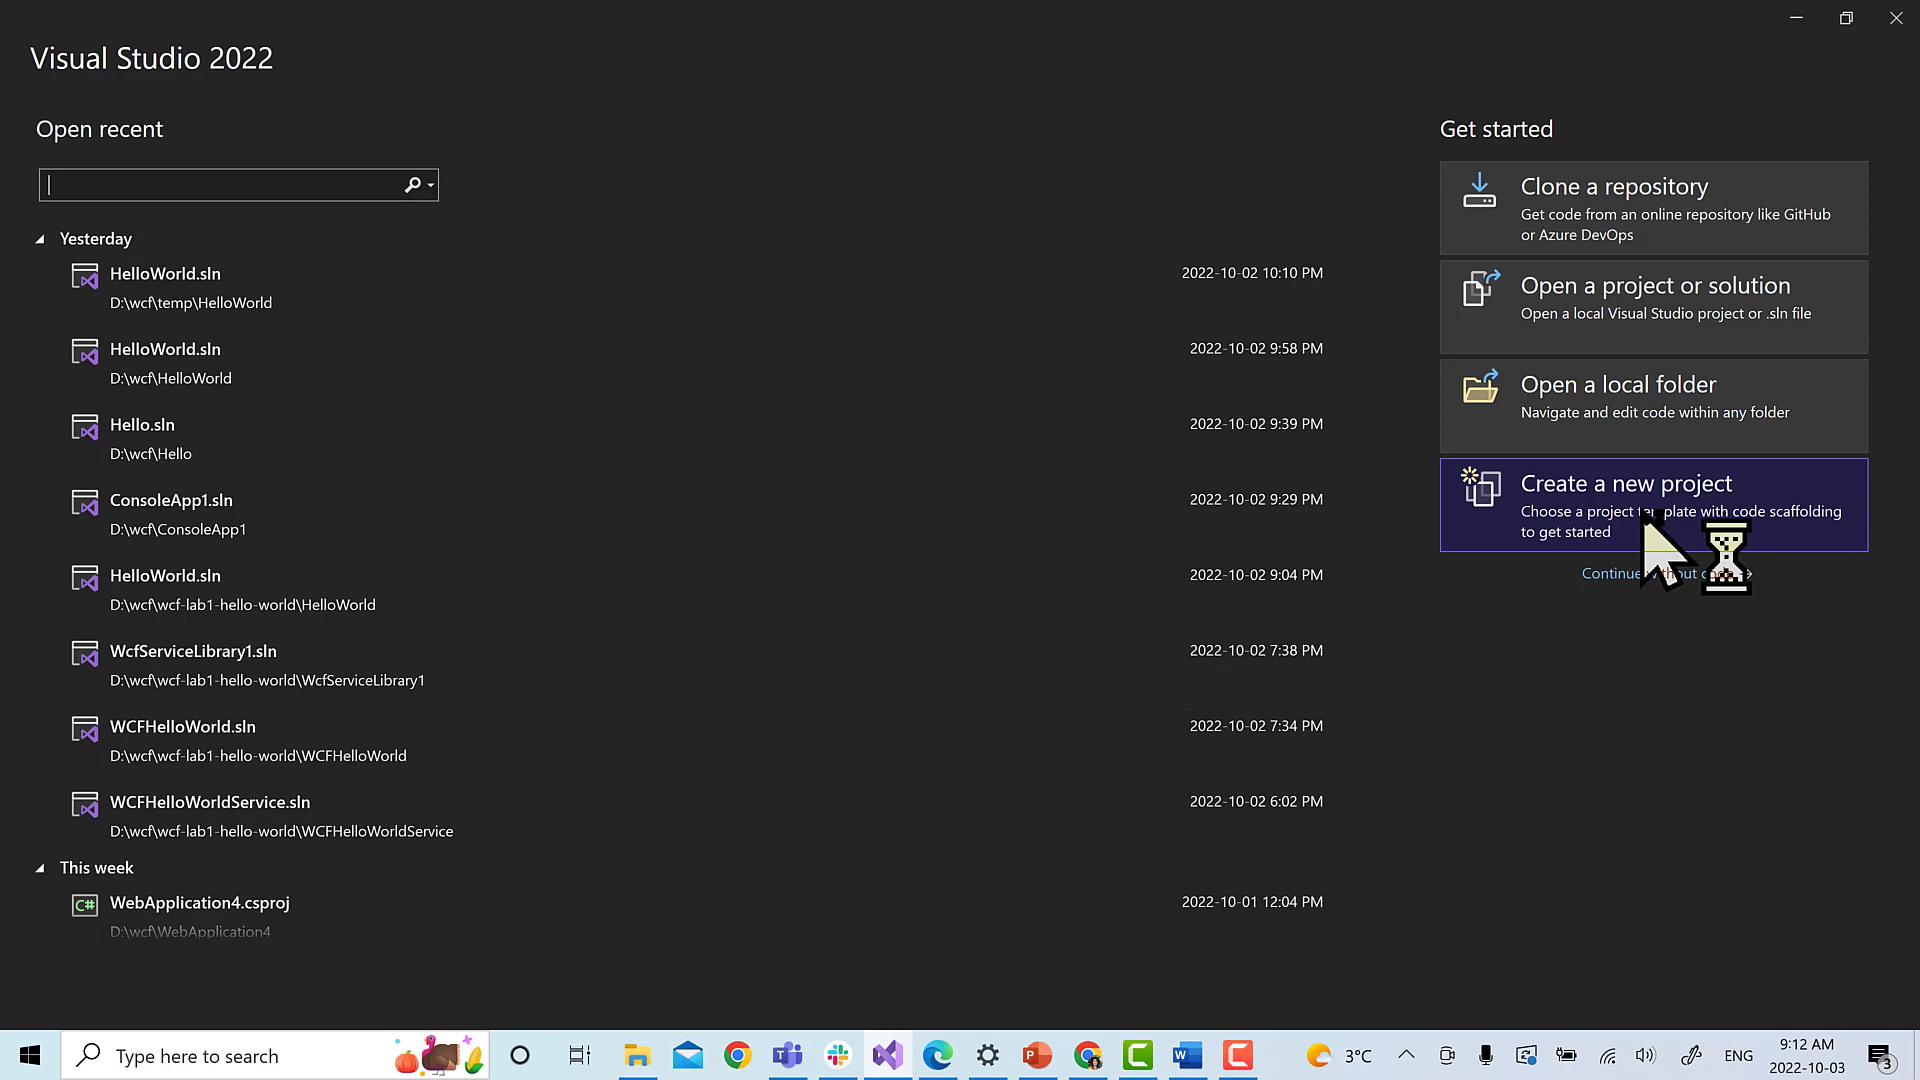 Visual Studio 2022
Open recent
Yesterday
HelloWorld.sln 2022-10-02 10:10 PM
D:\wcf\temp\HelloWorld
HelloWorld.sln 2022-10-02 9:58 PM
D:\wcf\HelloWorld
Hello.sln 2022-10-02 9:39 PM
D:\wcf\Hello
ConsoleApp1.sln 2022-10-02 9:29 PM
D:\wcf\ConsoleApp1
HelloWorld.sln 2022-10-02 9:04 PM
D:\wcf\wcf-lab1-hello-world\HelloWorld
WcfServiceLibrary1.sln 2022-10-02 7:38 PM
D:\wcf\wcf-lab1-hello-world\WcfServiceLibrary1
WCFHelloWorld.sln 2022-10-02 7:34 PM
D:\wcf\wcf-lab1-hello-world\WCFHelloWorld
WCFHelloWorldService.sln 2022-10-02 6:02 PM
D:\wcf\wcf-lab1-hello-world\WCFHelloWorldService
This week
WebApplication4.csproj 2022-10-01 12:04 PM
D:\wcf\WebApplication4
Get started
Clone a repository
Get code from an online repository like GitHub
or Azure DevOps
Open a project or solution
Open a local Visual Studio project or .sln file
Open a local folder
Navigate and edit code within any folder
Create a new project
Choose a project template with code scaffolding
to get started
Continue without code
Type here to search
3°C
ENG
9:12 AM
2022-10-03
3